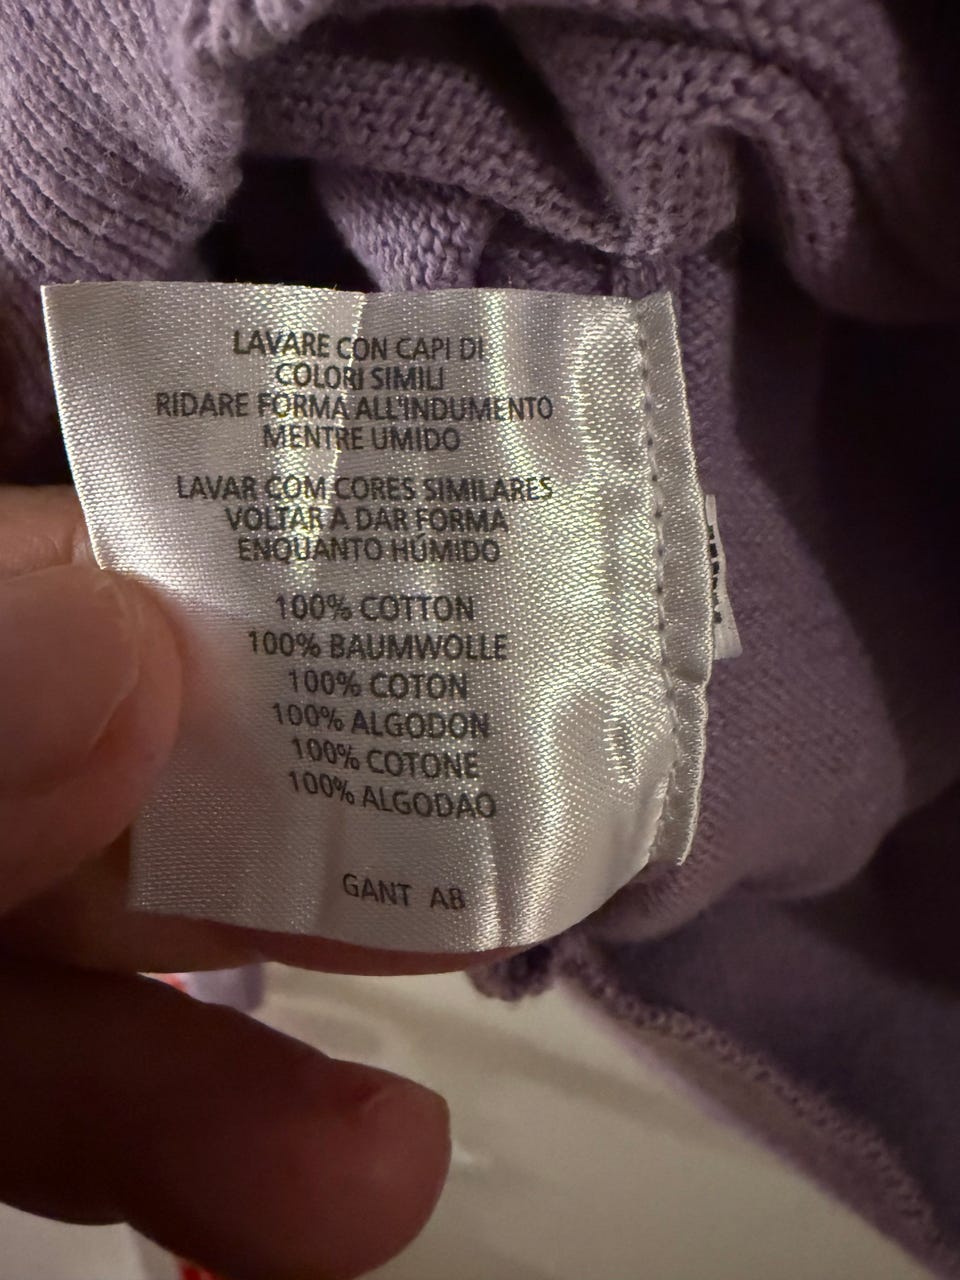 LAVARE CON CAPI DI
COLORI SIMILI
RIDARE FORMA ALL'INDUMENTO
MENTRE UMIDO
LAVAR COM CORES SIMILARES
VOLTAR A DAR FORMA
ENQUANTO HÚMIDO
100% COTTON
100% BAUMWOLLE
100% COTON
100% ALGODON
100% COTONE
100% ALGODAO
GANT AB